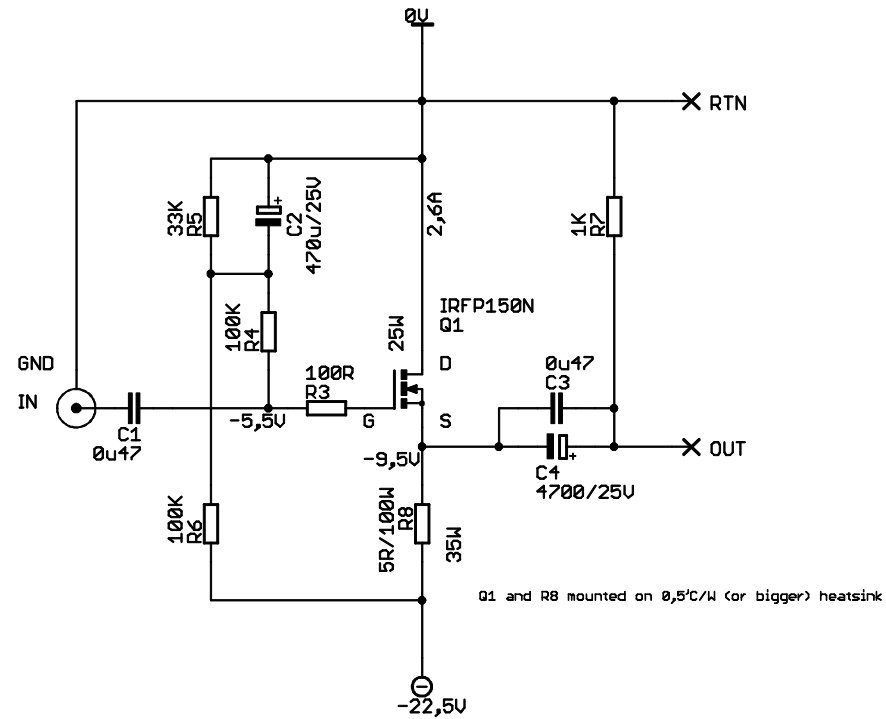 0V
RTN
33K
R5
+
C2
470u/25V
2,6A
1K
R7
IRFP150N
Q1
100K
R4
25W
D
GND
100R
R3
0u47
C3
IN
-5,5V
G
S
C1
0u47
-9,5V
+
OUT
C4
4700/25V
100K
R6
5R/100W
R8
35W
Q1 and R8 mounted on 0,5'C/W (or bigger) heatsink
-22,5V